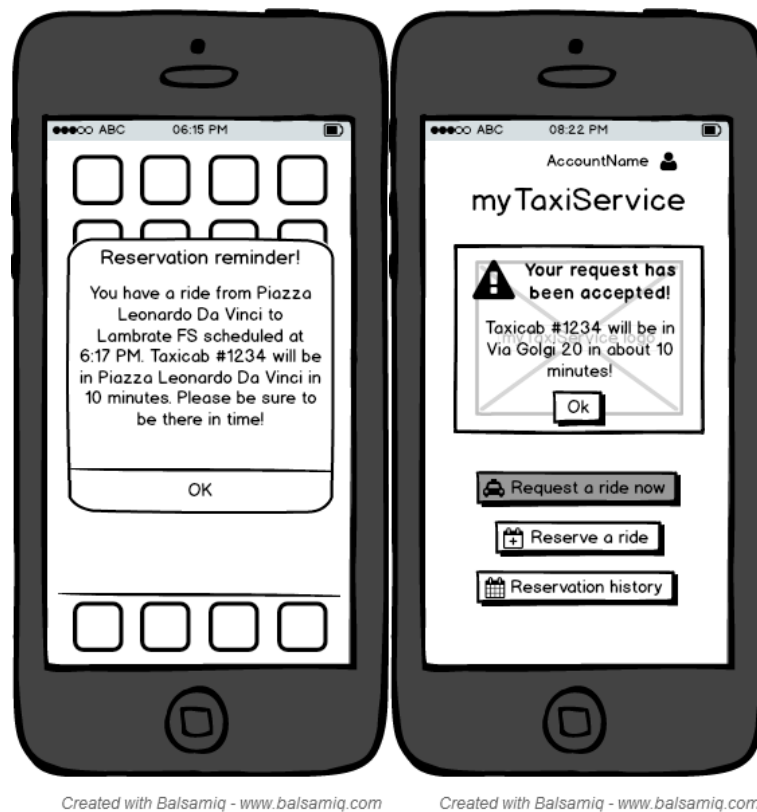 ABC 06:15 PM
Reservation reminder!
You have a ride from Piazza
Leonardo Da Vinci to
Lambrate FS scheduled at
6:17 PM. Taxicab #1234 will be
in Piazza Leonardo Da Vinci in
10 minutes. Please be sure to
be there in time!
OK
Created with Balsamiq - www.balsamiq.com
ABC 08:22 PM
AccountName
myTaxiService
Your request has
been accepted!
myTaxiService logo
Taxicab #1234 will be in
Via Golgi 20 in about 10
minutes!
Ok
Request a ride now
Reserve a ride
Reservation history
Created with Balsamiq - www.balsamiq.com